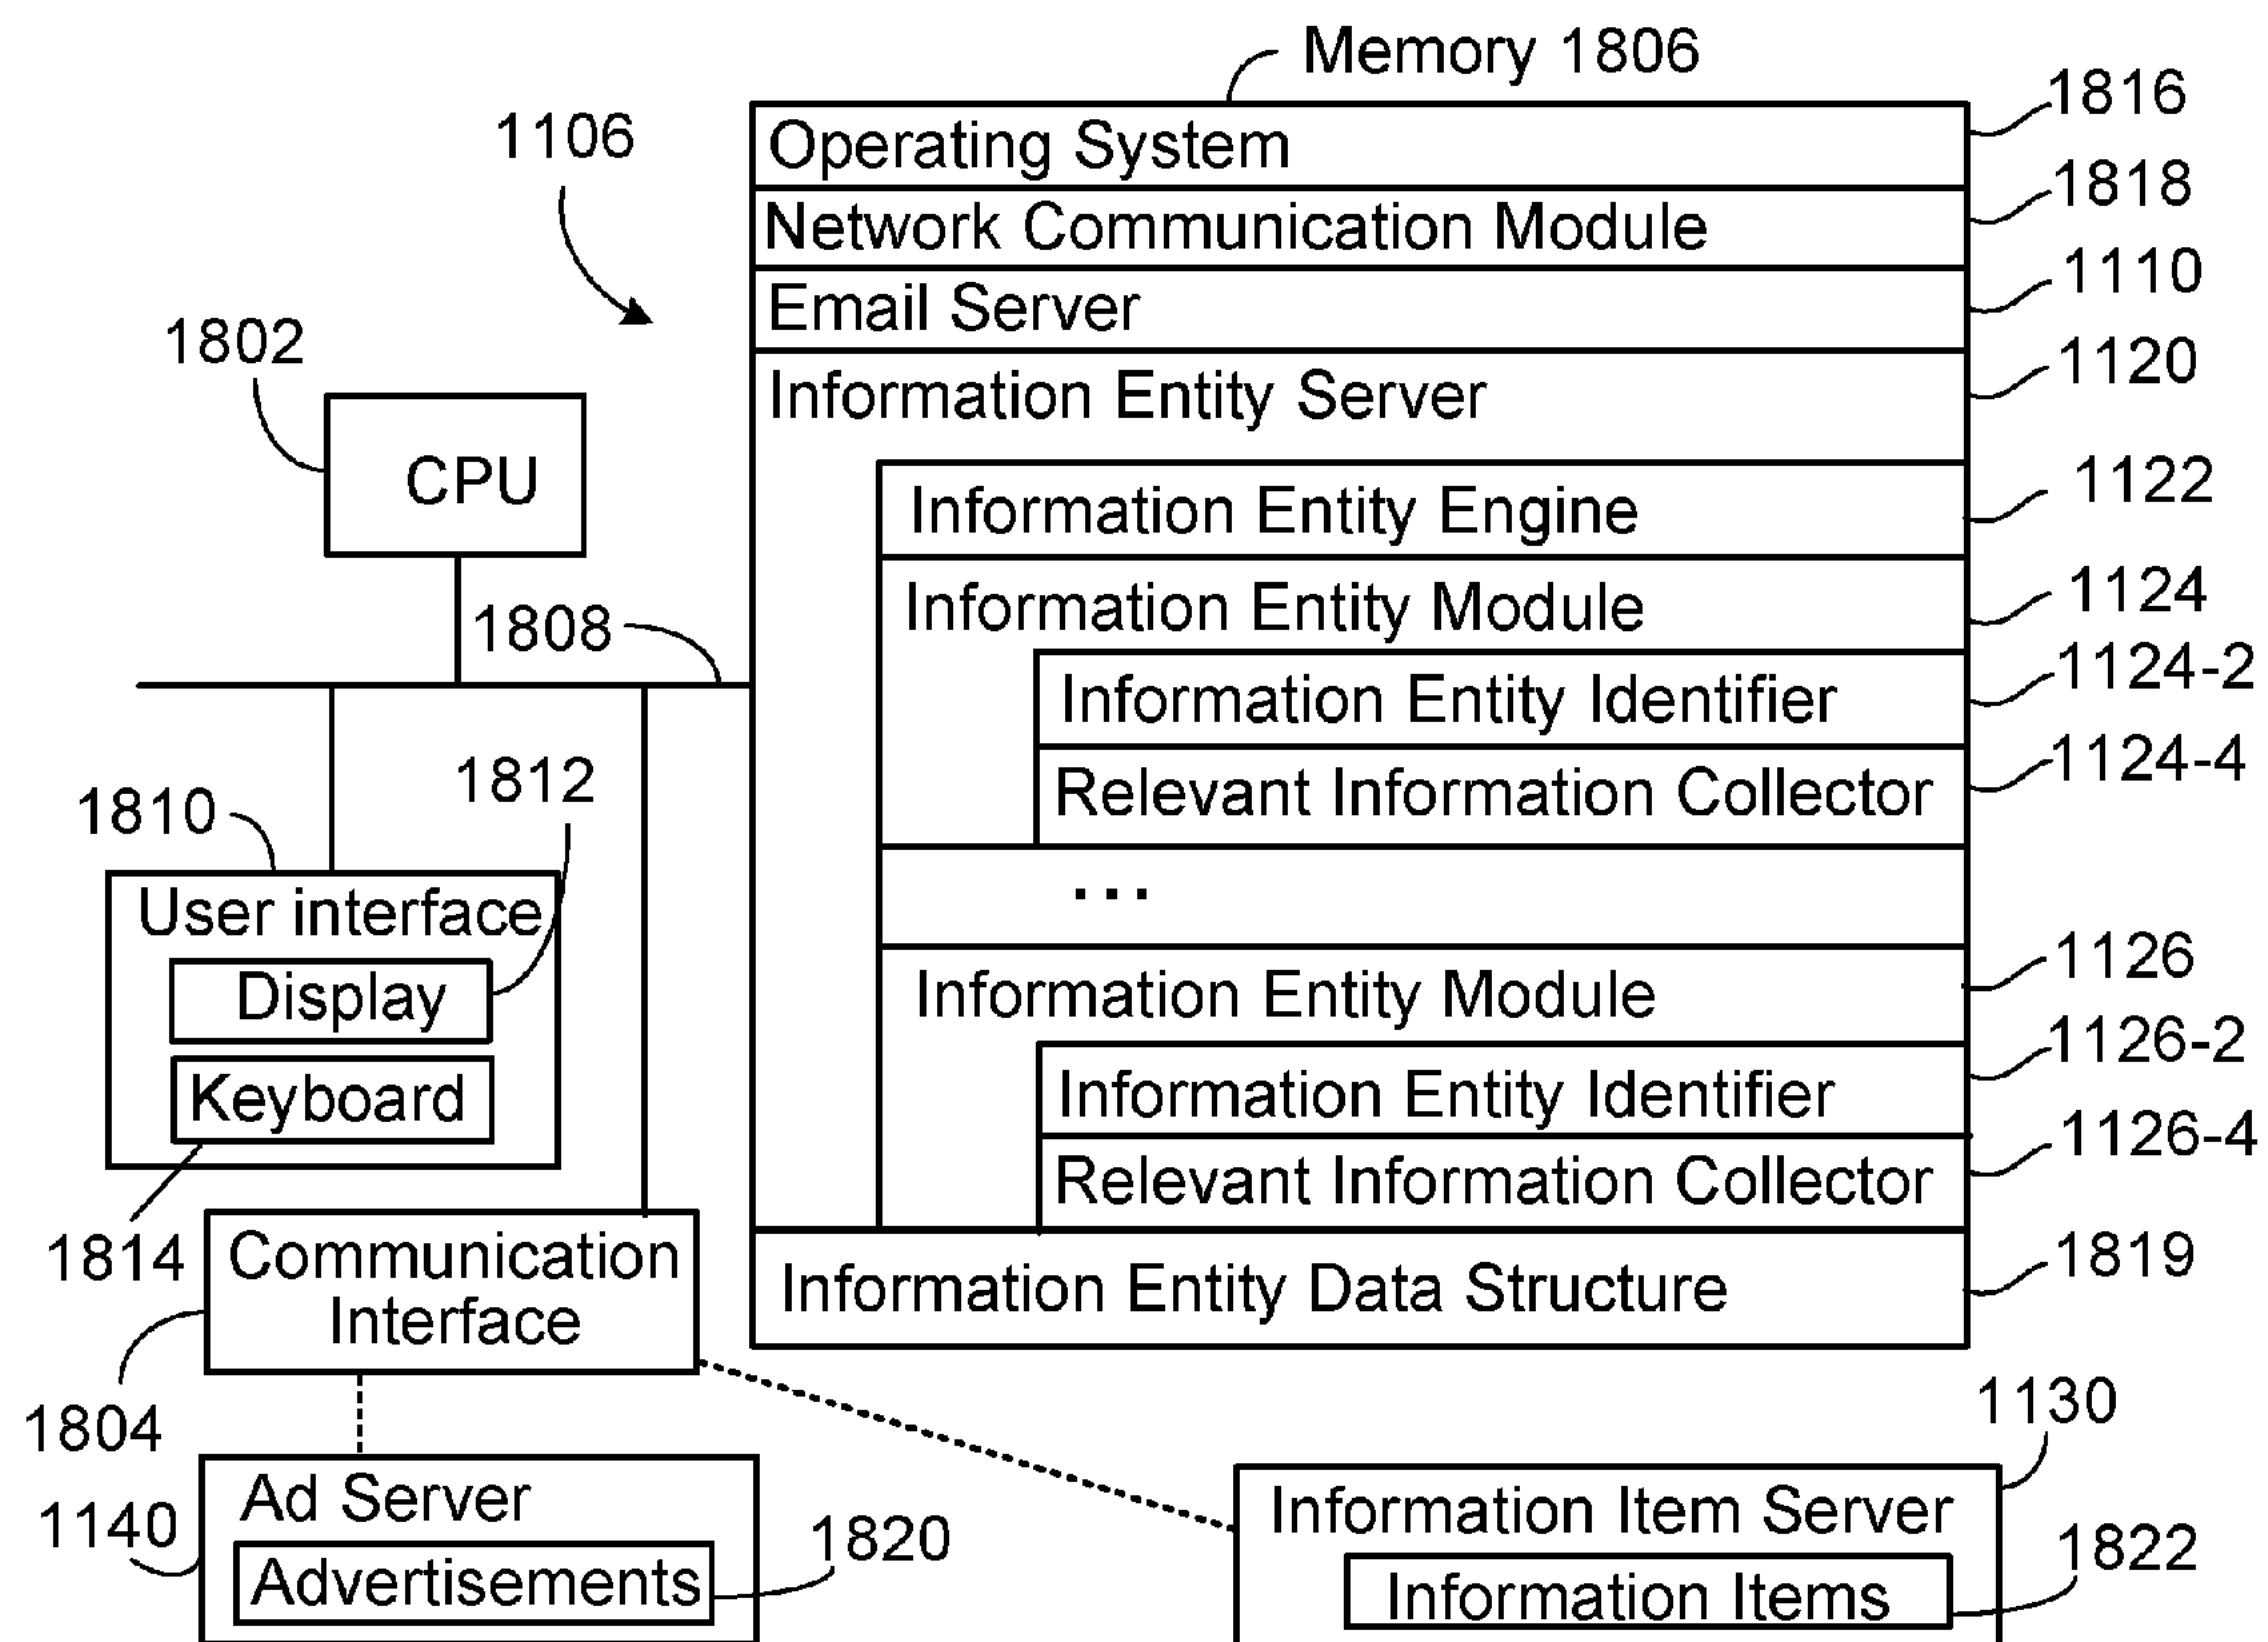 Memory 1806
1816
1106
Operating System
1818
Network Communication Module
1110
Email Server
1802
1120
Information Entity Server
CPU
1122
Information Entity Engine
1124
Information Entity Module
1808
1124-2
Information Entity Identifier
1124-4
Relevant Information Collector
1812
1810
...
User interface
1126
Information Entity Module
Display
1126-2
Information Entity Identifier
Keyboard
1126-4
Relevant Information Collector
1814
Communication
Interface
1819
Information Entity Data Structure
1804
1130
Ad Server
1140
Information Item Server
1820
1822
Advertisements
Information Items